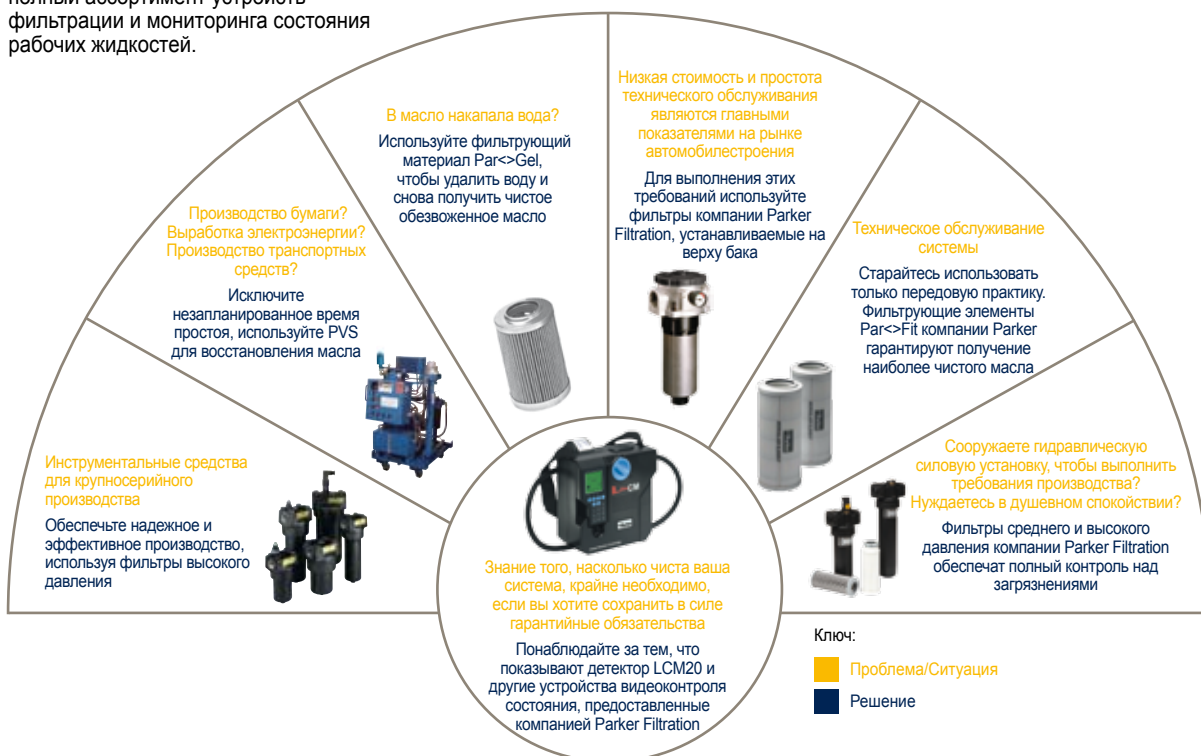 полный ассортимент устройств
фильтрации и мониторинга состояния
рабочих жидкостей.
Инструментальные средства
для крупносерийного
производства
Обеспечьте надежное и
эффективное производство,
используя фильтры высокого
давления
Производство бумаги?
Выработка электроэнергии?
Производство транспортных
средств?
Исключите
незапланированное время
простоя, используйте PVS
для восстановления масла
В масло накапала вода?
Используйте фильтрующий
материал Par<>Gel,
чтобы удалить воду и
снова получить чистое
обезвоженное масло
Низкая стоимость и простота
технического обслуживания
являются главными
показателями на рынке
автомобилестроения
Для выполнения этих
требований используйте
фильтры компании Parker
Filtration, устанавливаемые на
верху бака
Техническое обслуживание
системы
Старайтесь использовать
только передовую практику.
Фильтрующие элементы
Par<>Fit компании Parker
гарантируют получение
наиболее чистого масла
Сооружаете гидравлическую
силовую установку, чтобы выполнить
требования производства?
Нуждаетесь в душевном спокойствии?
Фильтры среднего и высокого
давления компании Parker Filtration
обеспечат полный контроль над
загрязнениями
Знание того, насколько чиста ваша
система, крайне необходимо,
если вы хотите сохранить в силе
гарантийные обязательства
Понаблюдайте за тем, что
показывают детектор LCM20 и
другие устройства видеоконтроля
состояния, предоставленные
компанией Parker Filtration
Ключ:
Проблема/Ситуация
Решение